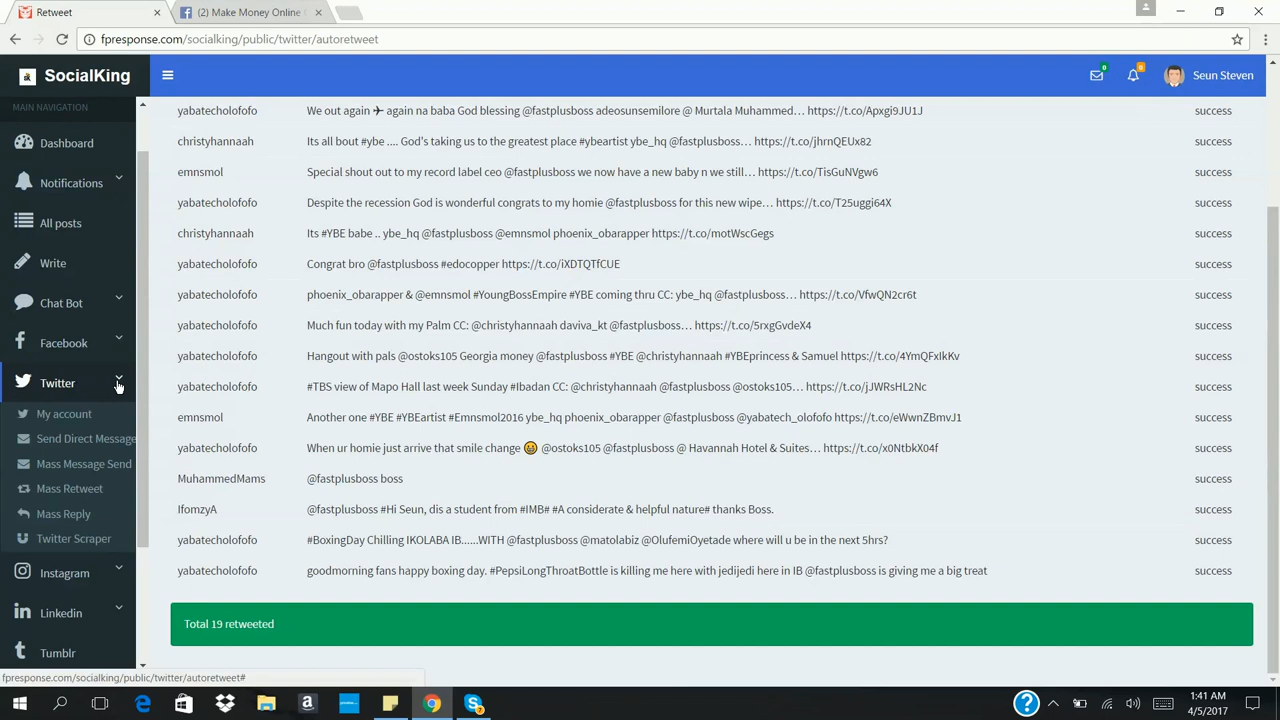 Retweet
(2) Make Money Online
fpresponse.com/socialking/public/twitter/autoretweet
SocialKing
0
6
Seun Steven
MAIN NAVIGATION
Dashboard
Notifications
All posts
Write
Chat Bot
Facebook
Twitter
My account
Send Direct Message
Mass Message Send
Mass Retweet
Mass Reply
Twitter Scraper
Instagram
Linkedin
Tumblr
yabatecholofofo We out again ✈ again na baba God blessing @fastplusboss adeosunsemilore @ Murtala Muhammed… https://t.co/Apxgi9JU1J success
christyhannaah Its all bout #ybe .... God's taking us to the greatest place #ybeartist ybe_hq @fastplusboss… https://t.co/jhrnQEUx82 success
emnsmol Special shout out to my record label ceo @fastplusboss we now have a new baby n we still… https://t.co/TisGuNVgw6 success
yabatecholofofo Despite the recession God is wonderful congrats to my homie @fastplusboss for this new wipe… https://t.co/T25uggi64X success
christyhannaah Its #YBE babe .. ybe_hq @fastplusboss @emnsmol phoenix_obarapper https://t.co/motWscGegs success
yabatecholofofo Congrat bro @fastplusboss #edocopper https://t.co/iXDTQTfCUE success
yabatecholofofo phoenix_obarapper & @emnsmol #YoungBossEmpire #YBE coming thru CC: ybe_hq @fastplusboss… https://t.co/VfwQN2cr6t success
yabatecholofofo Much fun today with my Palm CC: @christyhannaah daviva_kt @fastplusboss… https://t.co/5rxgGvdeX4 success
yabatecholofofo Hangout with pals @ostoks105 Georgia money @fastplusboss #YBE @christyhannaah #YBEprincess & Samuel https://t.co/4YmQFxIkKv success
yabatecholofofo #TBS view of Mapo Hall last week Sunday #Ibadan CC: @christyhannaah @fastplusboss @ostoks105… https://t.co/jJWRsHL2Nc success
emnsmol Another one #YBE #YBEartist #Emnsmol2016 ybe_hq phoenix_obarapper @fastplusboss @yabatech_olofofo https://t.co/eWwnZBmvJ1 success
yabatecholofofo When ur homie just arrive that smile change 😀 @ostoks105 @fastplusboss @ Havannah Hotel & Suites… https://t.co/x0NtbkX04f success
MuhammedMams @fastplusboss boss success
IfomzyA @fastplusboss #Hi Seun, dis a student from #IMB# #A considerate & helpful nature# thanks Boss. success
yabatecholofofo #BoxingDay Chilling IKOLABA IB......WITH @fastplusboss @matolabiz @OlufemiOyetade where will u be in the next 5hrs? success
yabatecholofofo goodmorning fans happy boxing day. #PepsiLongThroatBottle is killing me here with jedijedi here in IB @fastplusboss is giving me a big treat success
Total 19 retweeted
fpresponse.com/socialking/public/twitter/autoretweet#
1:41 AM
4/5/2017